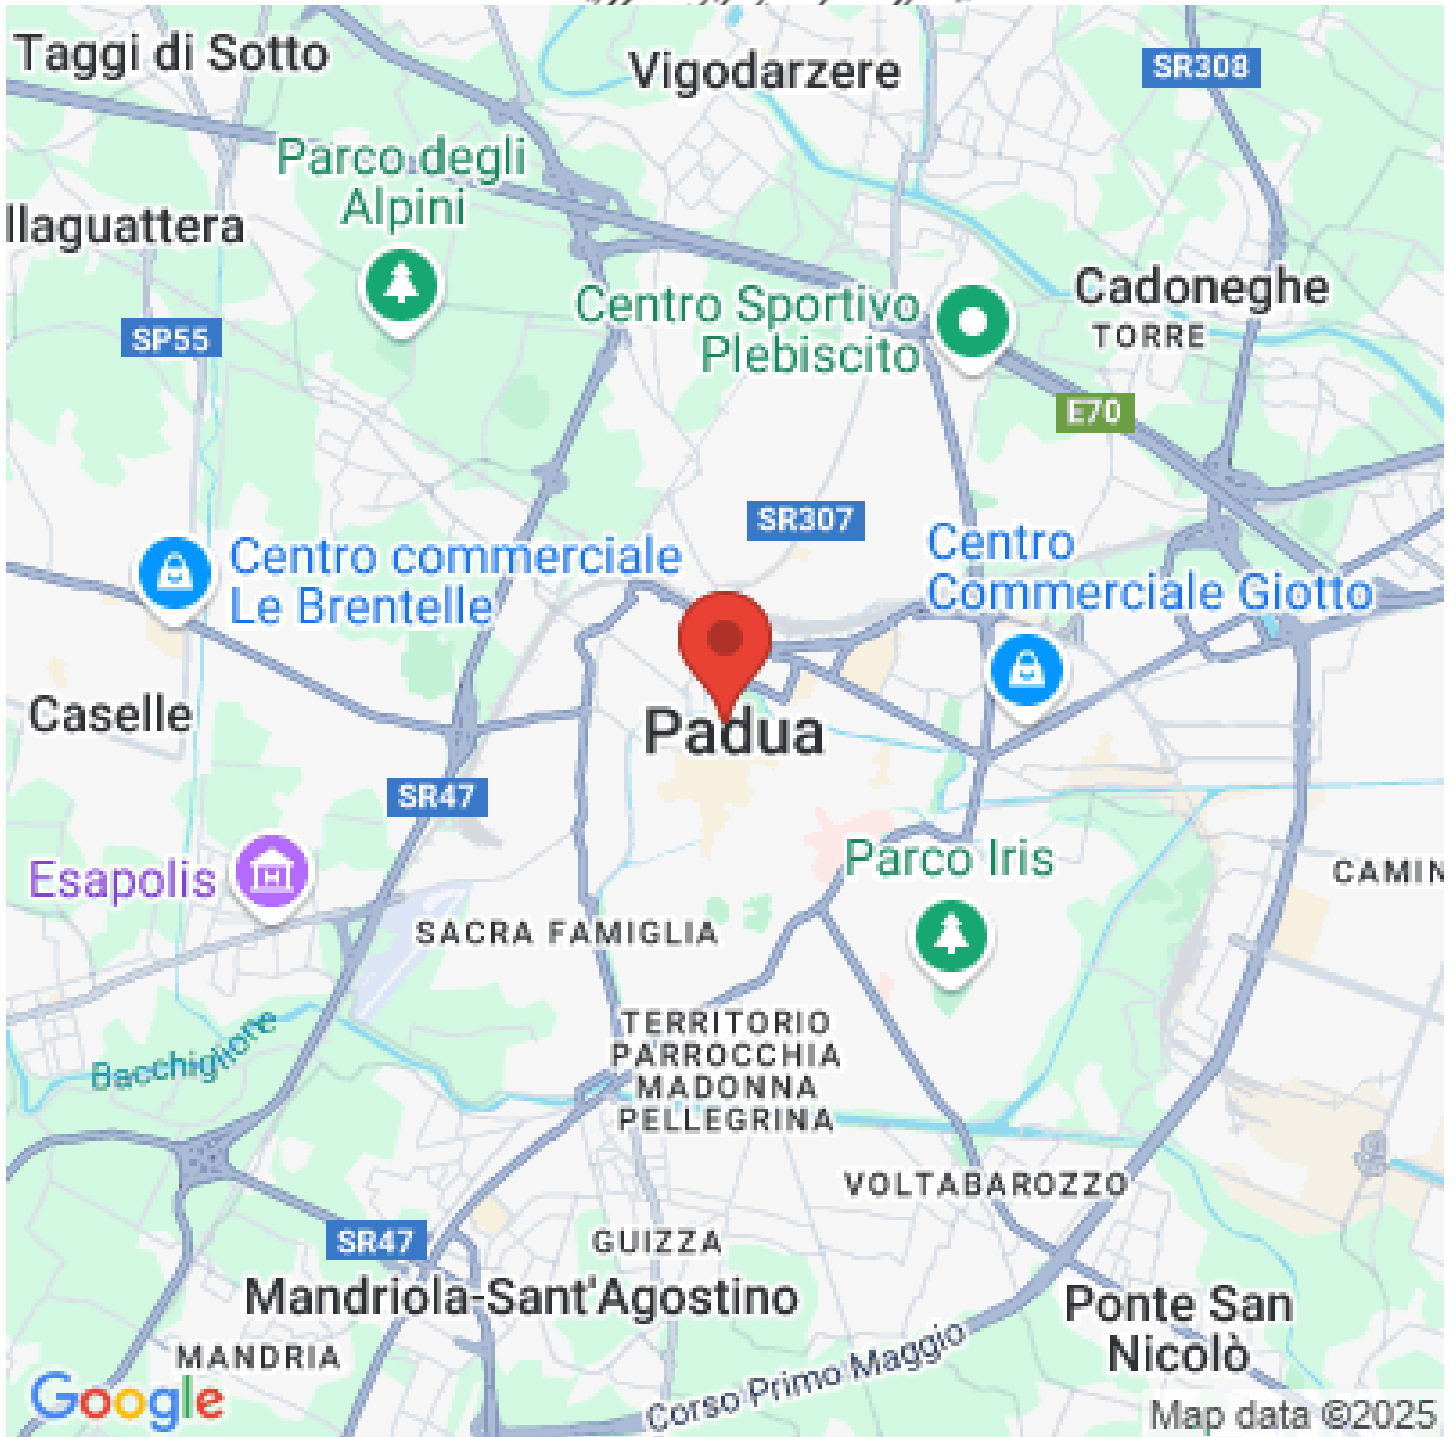 Taggi di Sotto
Vigodarzere
SR308
Parco degli
Alpini
llaguattera
Centro Sportivo
Plebiscito
Cadoneghe
TORRE
SP55
E70
SR307
Centro commerciale
Le Brentelle
Centro
Commerciale Giotto
Caselle
Padua
SR47
Esapolis
Parco Iris
CAMIN
SACRA FAMIGLIA
TERRITORIO
PARROCCHIA
MADONNA
PELLEGRINA
Bacchiglione
VOLTABAROZZO
SR47
GUIZZA
Mandriola-Sant'Agostino
Ponte San
Nicolò
MANDRIA
Corso Primo Maggio
Google
Map data ©2025